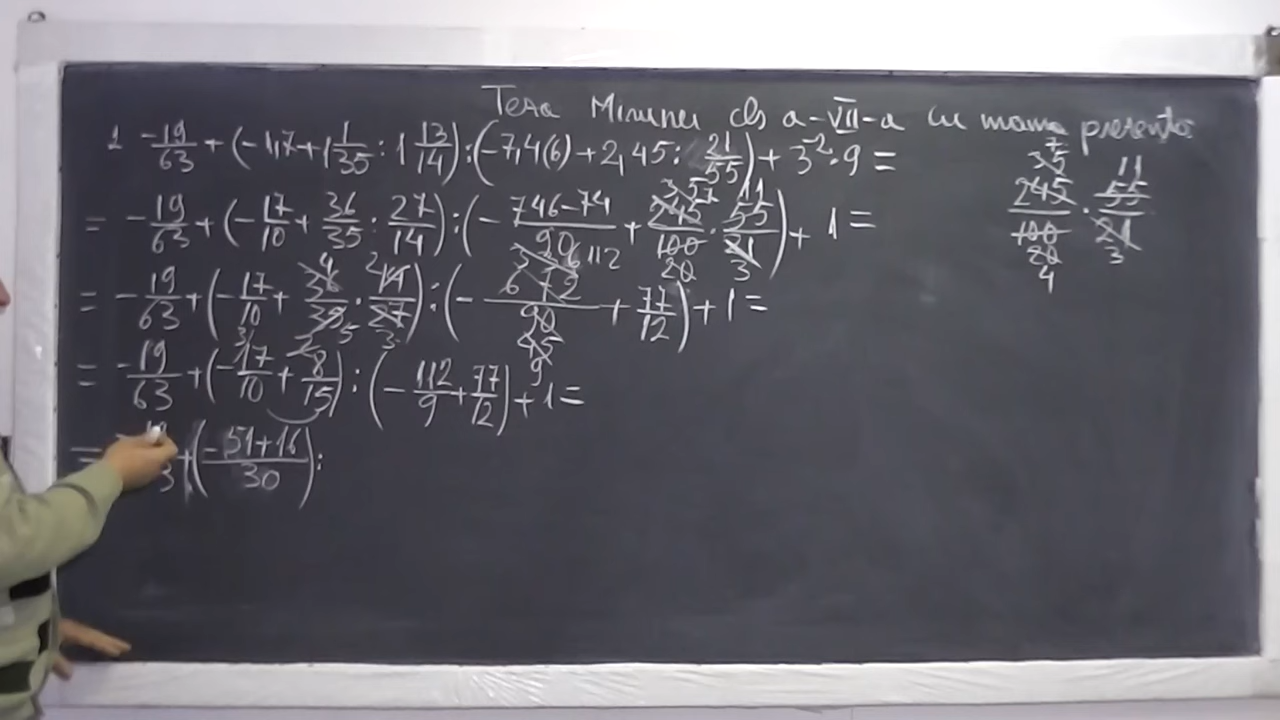 Tema Minunei cls a-VII-a cu mama prezenta
1 -19/63 + (-1,7 + 1 1/35 : 1 13/14) : (-7,4(6) + 2,45 : 21/55) + 3^-2 · 9 =
= -19/63 + (-17/10 + 36/35 : 27/14) : (- 746-74/90 + 245/100 · 55/21) + 1 =
= -19/63 + (-17/10 + 36/35 · 14/27) : (- 672/90 + 77/12) + 1 =
= -19/63 + (-17/10 + 8/15) : (- 112/9 + 77/12) + 1 =
= + (-51+16/30) :
245/100 · 55/21